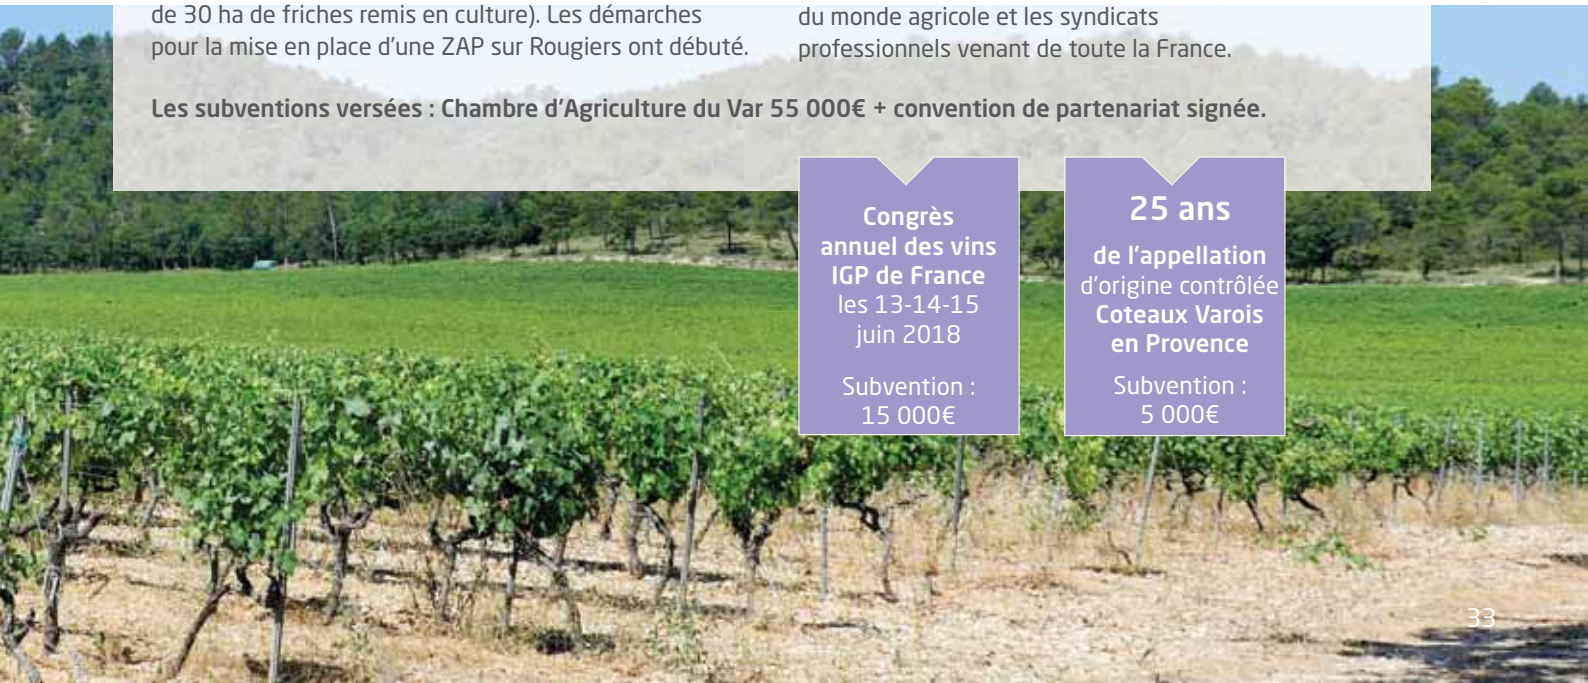 de 30 ha de friches remis en culture). Les démarches
pour la mise en place d'une ZAP sur Rougiers ont débuté.
du monde agricole et les syndicats
professionnels venant de toute la France.
Les subventions versées : Chambre d'Agriculture du Var 55 000€ + convention de partenariat signée.
Congrès
annuel des vins
IGP de France
les 13-14-15
juin 2018
Subvention :
15 000€
25 ans
de l'appellation
d'origine contrôlée
Coteaux Varois
en Provence
Subvention :
5 000€
33